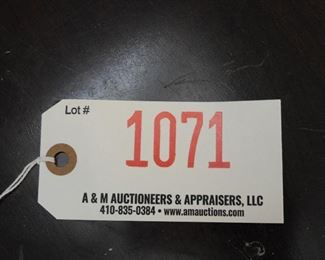 Lot #
1071
A & M AUCTIONEERS & APPRAISERS, LLC
410-835-0384 • www.amauctions.com